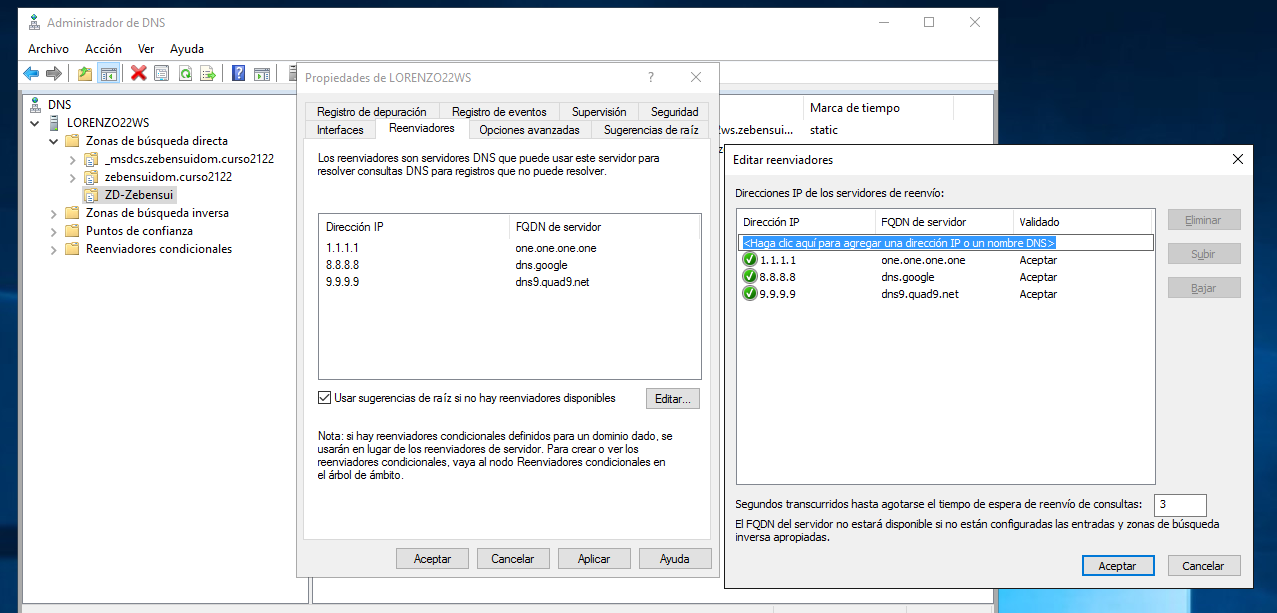 Administrador de DNS
Archivo Acción Ver Ayuda
DNS
LORENZO22WS
Zonas de búsqueda directa
_msdcs.zebensuidom.curso2122
zebensuidom.curso2122
ZD-Zebensui
Zonas de búsqueda inversa
Puntos de confianza
Reenviadores condicionales
Marca de tiempo
ws.zebensui... static
Propiedades de LORENZO22WS
Registro de depuración Registro de eventos Supervisión Seguridad
Interfaces Reenviadores Opciones avanzadas Sugerencias de raíz
Los reenviadores son servidores DNS que puede usar este servidor para
resolver consultas DNS para registros que no puede resolver.
Dirección IP FQDN de servidor
1.1.1.1 one.one.one.one
8.8.8.8 dns.google
9.9.9.9 dns9.quad9.net
Usar sugerencias de raíz si no hay reenviadores disponibles Editar...
Nota: si hay reenviadores condicionales definidos para un dominio dado, se
usarán en lugar de los reenviadores de servidor. Para crear o ver los
reenviadores condicionales, vaya al nodo Reenviadores condicionales en
el árbol de ámbito.
Aceptar Cancelar Aplicar Ayuda
Editar reenviadores
Direcciones IP de los servidores de reenvío:
Dirección IP FQDN de servidor Validado
<Haga clic aquí para agregar una dirección IP o un nombre DNS>
1.1.1.1 one.one.one.one Aceptar
8.8.8.8 dns.google Aceptar
9.9.9.9 dns9.quad9.net Aceptar
Eliminar
Subir
Bajar
Segundos transcurridos hasta agotarse el tiempo de espera de reenvío de consultas: 3
El FQDN del servidor no estará disponible si no están configuradas las entradas y zonas de búsqueda
inversa apropiadas.
Aceptar Cancelar